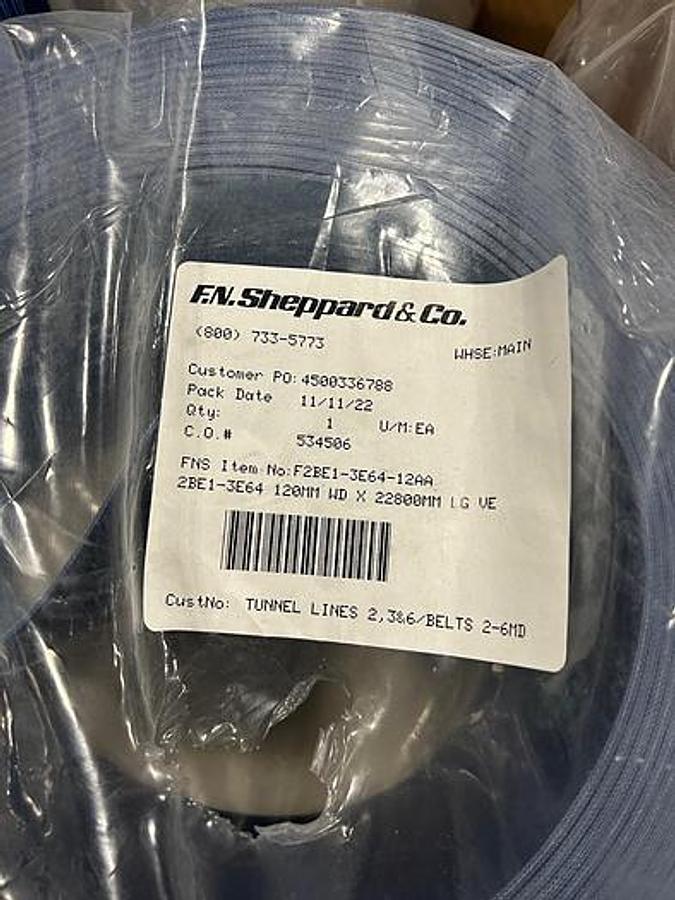 F.N. Sheppard & Co.
(800) 733-5773
WHSE:MAIN
Customer PO:4500336788
Pack Date 11/11/22
Qty: 1 U/M:EA
C.O.# 534506
FNS Item No:F2BE1-3E64-12AA
2BE1-3E64 120MM WD X 22800MM LG VE
CustNo: TUNNEL LINES 2,3&6/BELTS 2-6MD